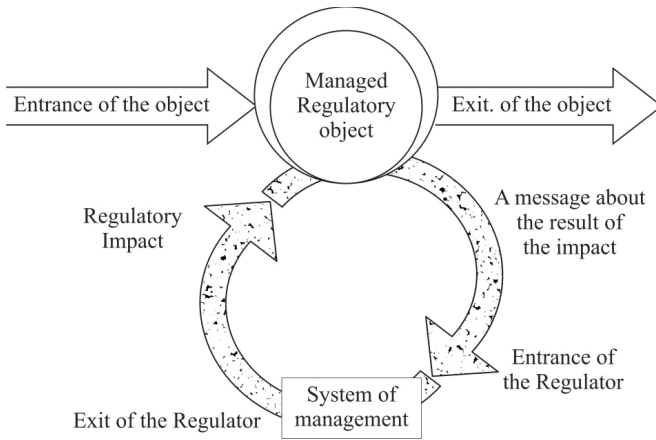 Managed
Regulatory
object
Entrance of the object
Exit. of the object
Regulatory
Impact
A message about
the result of
the impact
Entrance of
the Regulator
System of
management
Exit of the Regulator